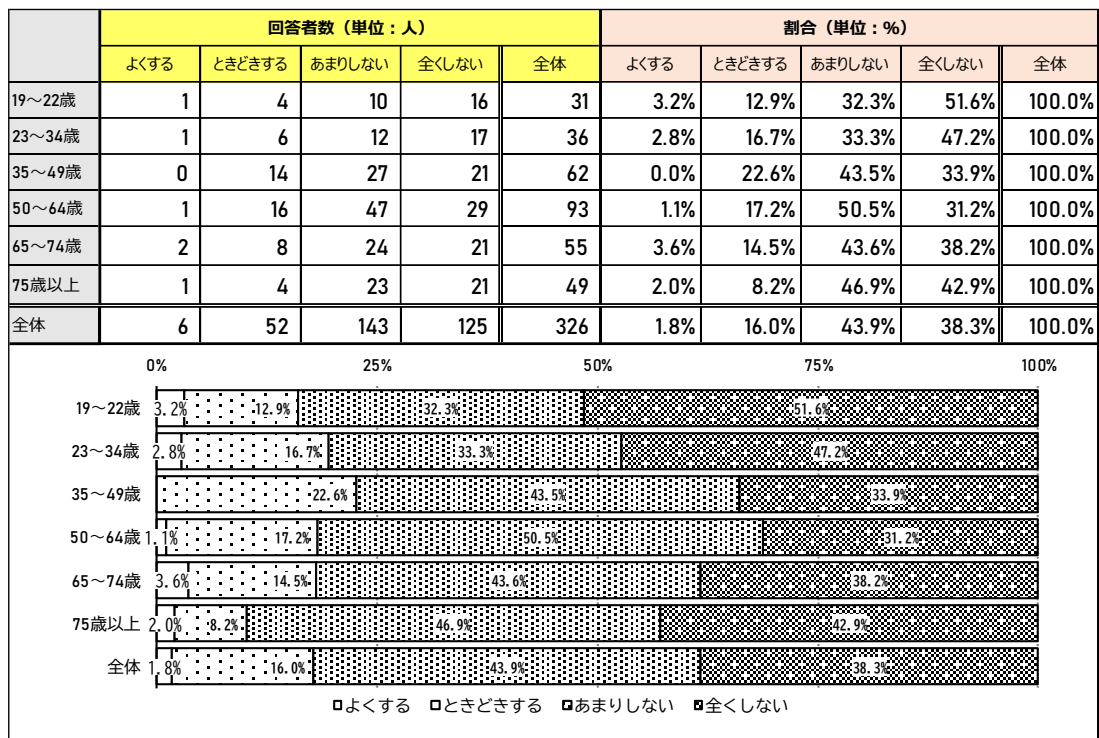 回答者数（単位：人） 割合（単位：%）
よくする ときどきする あまりしない 全くしない 全体 よくする ときどきする あまりしない 全くしない 全体
19～22歳 1 4 10 16 31 3.2% 12.9% 32.3% 51.6% 100.0%
23～34歳 1 6 12 17 36 2.8% 16.7% 33.3% 47.2% 100.0%
35～49歳 0 14 27 21 62 0.0% 22.6% 43.5% 33.9% 100.0%
50～64歳 1 16 47 29 93 1.1% 17.2% 50.5% 31.2% 100.0%
65～74歳 2 8 24 21 55 3.6% 14.5% 43.6% 38.2% 100.0%
75歳以上 1 4 23 21 49 2.0% 8.2% 46.9% 42.9% 100.0%
全体 6 52 143 125 326 1.8% 16.0% 43.9% 38.3% 100.0%
0% 25% 50% 75% 100%
19～22歳 3.2% 12.9% 32.3% 51.6%
23～34歳 2.8% 16.7% 33.3% 47.2%
35～49歳 22.6% 43.5% 33.9%
50～64歳 1.1% 17.2% 50.5% 31.2%
65～74歳 3.6% 14.5% 43.6% 38.2%
75歳以上 2.0% 8.2% 46.9% 42.9%
全体 1.8% 16.0% 43.9% 38.3%
よくする ときどきする あまりしない 全くしない